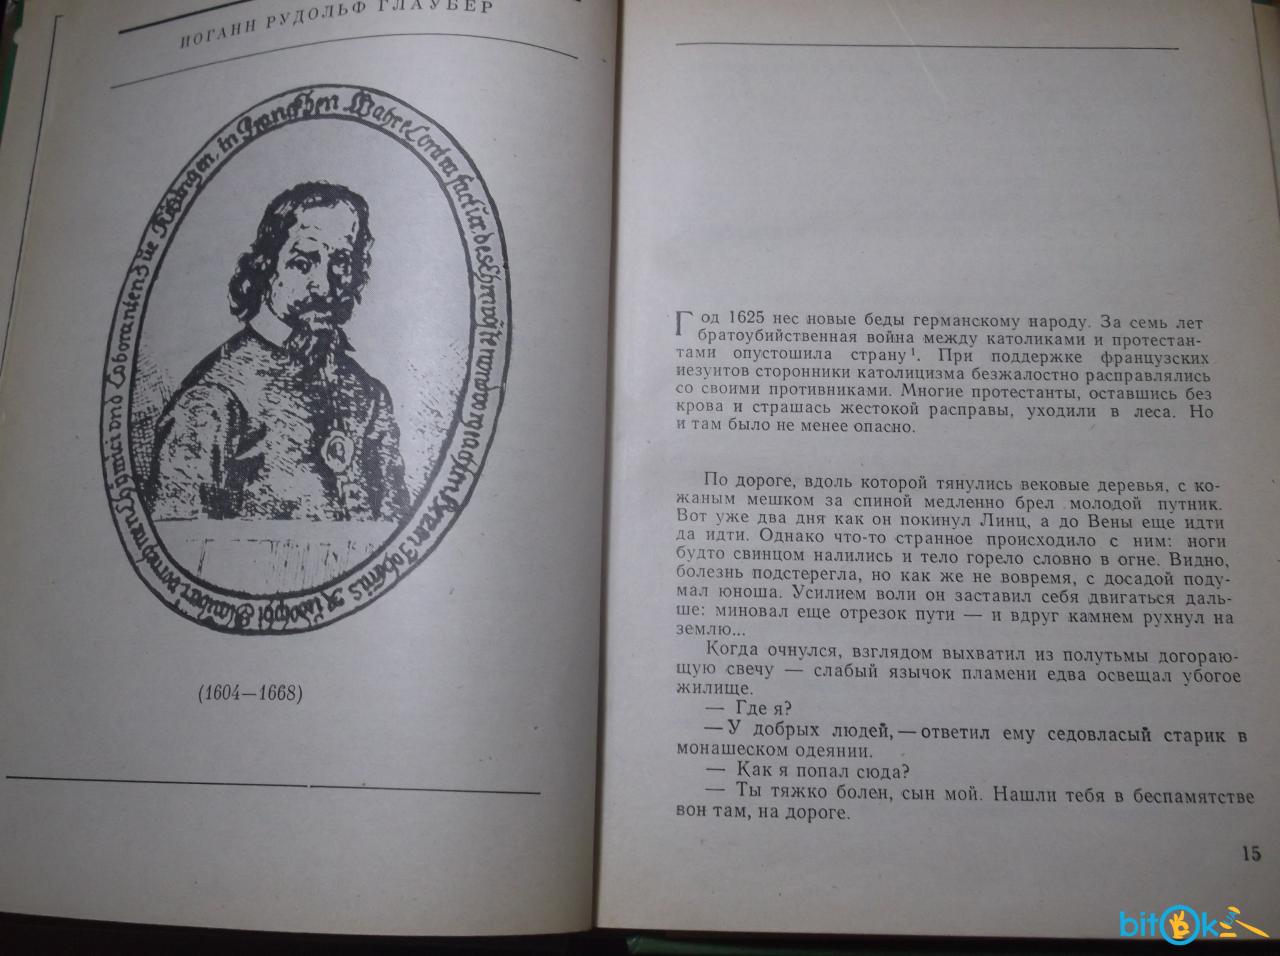 ИОГАНН РУДОЛЬФ ГЛАУБЕР
(1604—1668)
Год 1625 нес новые беды германскому народу. За семь лет
братоубийственная война между католиками и протестан-
тами опустошила страну¹. При поддержке французских
иезуитов сторонники католицизма безжалостно расправлялись
со своими противниками. Многие протестанты, оставшись без
крова и страшась жестокой расправы, уходили в леса. Но
и там было не менее опасно.
По дороге, вдоль которой тянулись вековые деревья, с ко-
жаным мешком за спиной медленно брел молодой путник.
Вот уже два дня как он покинул Линц, а до Вены еще идти
да идти. Однако что-то странное происходило с ним: ноги
будто свинцом налились и тело горело словно в огне. Видно,
болезнь подстерегла, но как же не вовремя, с досадой поду-
мал юноша. Усилием воли он заставил себя двигаться даль-
ше: миновал еще отрезок пути — и вдруг камнем рухнул на
землю...
Когда очнулся, взглядом выхватил из полутьмы догораю-
щую свечу — слабый язычок пламени едва освещал убогое
жилище.
— Где я?
— У добрых людей, — ответил ему седовласый старик в
монашеском одеянии.
— Как я попал сюда?
— Ты тяжко болен, сын мой. Нашли тебя в беспамятстве
вон там, на дороге.
15